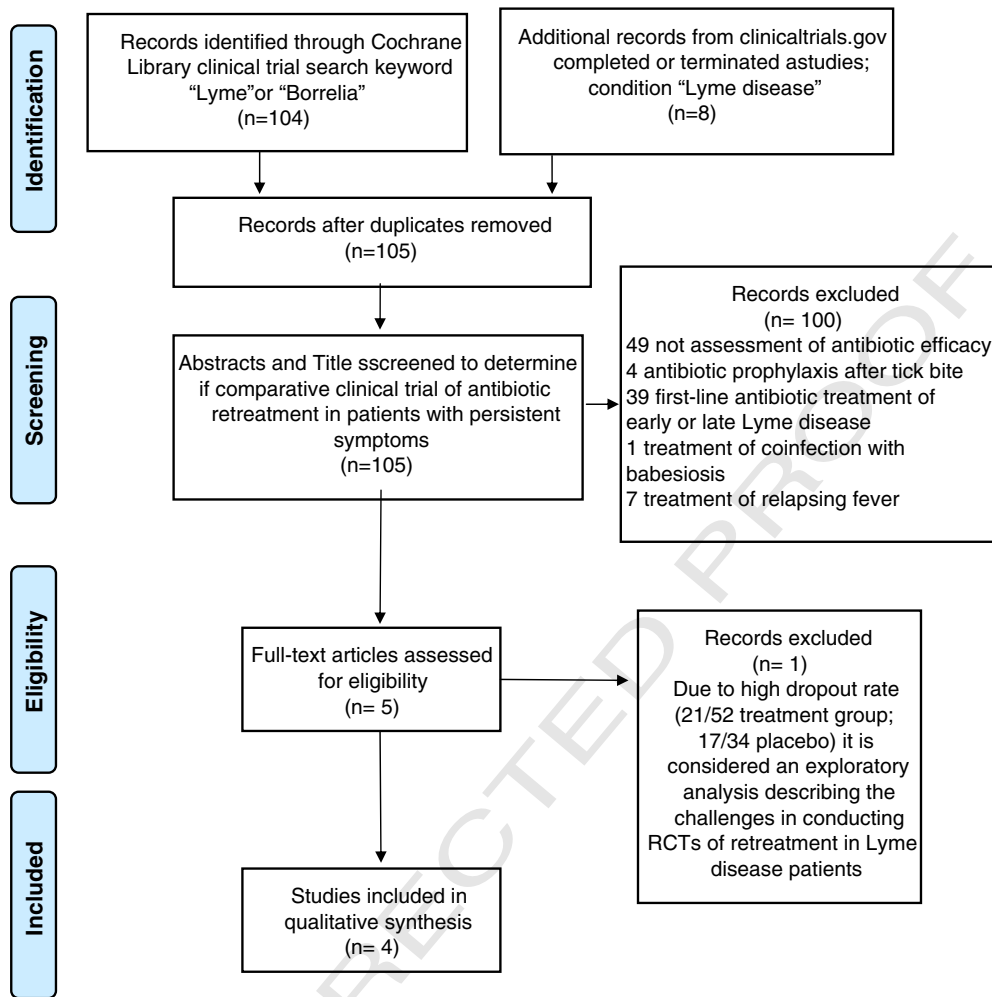 Identification
Records identified through Cochrane
Library clinical trial search keyword
“Lyme”or “Borrelia”
(n=104)
Additional records from clinicaltrials.gov
completed or terminated astudies;
condition “Lyme disease”
(n=8)
Records after duplicates removed
(n=105)
Screening
Abstracts and Title sscreened to determine
if comparative clinical trial of antibiotic
retreatment in patients with persistent
symptoms
(n=105)
Records excluded
(n= 100)
49 not assessment of antibiotic efficacy
4 antibiotic prophylaxis after tick bite
39 first-line antibiotic treatment of
early or late Lyme disease
1 treatment of coinfection with
babesiosis
7 treatment of relapsing fever
Eligibility
Full-text articles assessed
for eligibility
(n= 5)
Records excluded
(n= 1)
Due to high dropout rate
(21/52 treatment group;
17/34 placebo) it is
considered an exploratory
analysis describing the
challenges in conducting
RCTs of retreatment in Lyme
disease patients
Included
Studies included in
qualitative synthesis
(n= 4)
RECTED PROOF